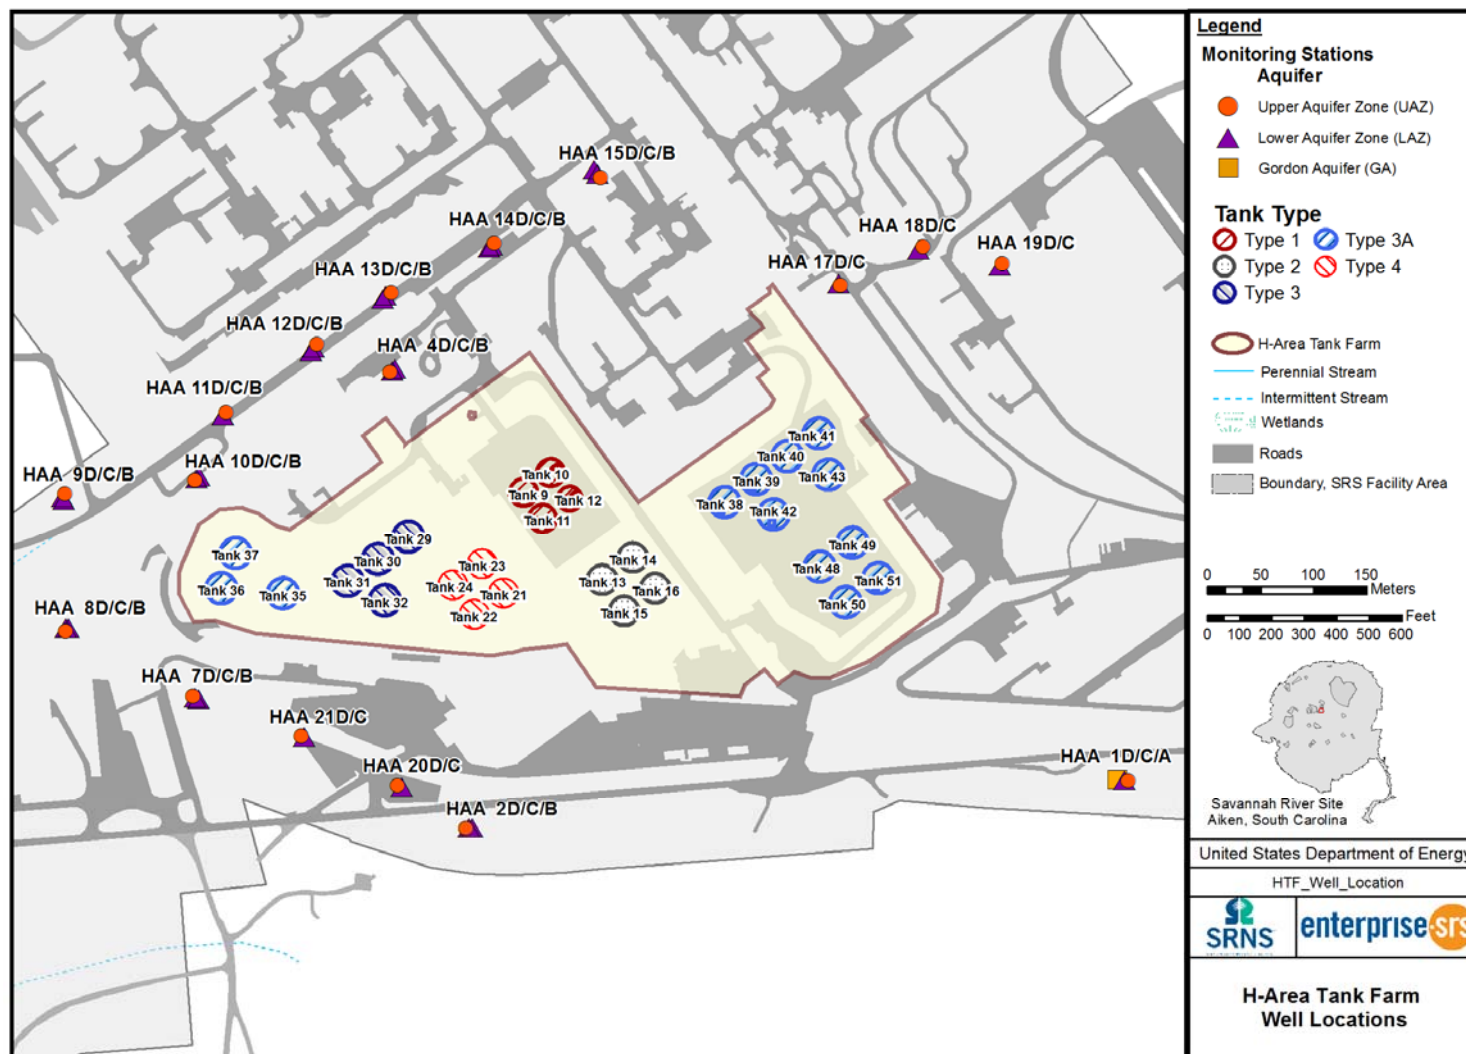 HAA 15D/C/B
HAA 14D/C/B
HAA 18D/C
HAA 19D/C
HAA 17D/C
HAA 13D/C/B
HAA 12D/C/B
HAA  4D/C/B
HAA 11D/C/B
HAA 10D/C/B
HAA  9D/C/B
HAA  8D/C/B
HAA  7D/C/B
HAA 21D/C
HAA 20D/C
HAA  2D/C/B
HAA  1D/C/A
Tank 41
Tank 40
Tank 43
Tank 39
Tank 38
Tank 42
Tank 10
Tank 9
Tank 12
Tank 11
Tank 29
Tank 30
Tank 31
Tank 32
Tank 37
Tank 36
Tank 35
Tank 23
Tank 24
Tank 21
Tank 22
Tank 14
Tank 13
Tank 16
Tank 15
Tank 49
Tank 48
Tank 51
Tank 50
Legend
Monitoring Stations
Aquifer
Upper Aquifer Zone (UAZ)
Lower Aquifer Zone (LAZ)
Gordon Aquifer (GA)
Tank Type
Type 1 Type 3A
Type 2 Type 4
Type 3
H-Area Tank Farm
Perennial Stream
Intermittent Stream
Wetlands
Roads
Boundary, SRS Facility Area
0 50 100 150
Meters
Feet
0 100 200 300 400 500 600
Savannah River Site
Aiken, South Carolina
United States Department of Energy
HTF_Well_Location
SRNS
enterprise·srs
H-Area Tank Farm
Well Locations